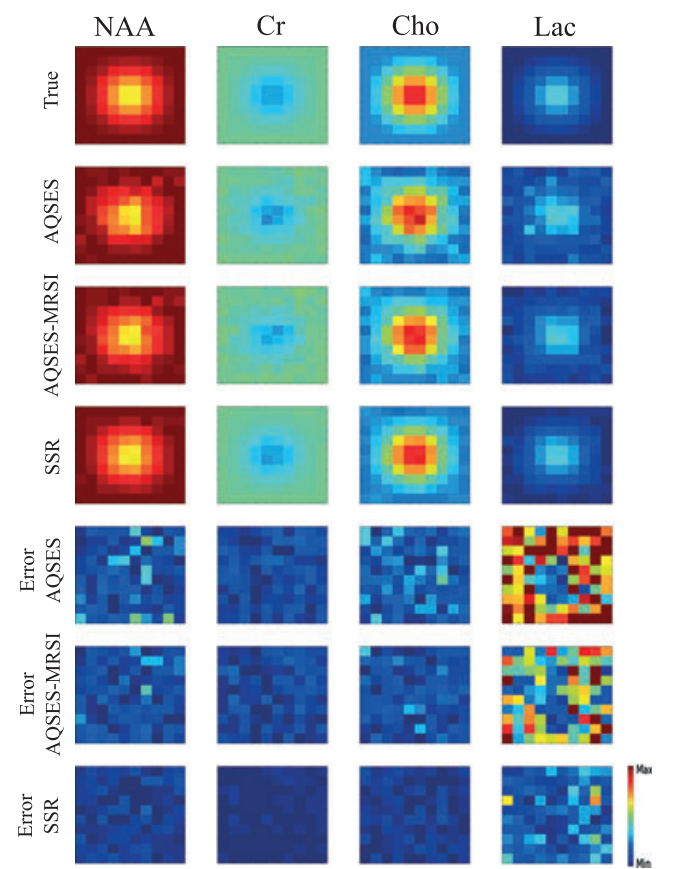 NAA Cr Cho Lac
True
AQSES
AQSES-MRSI
SSR
Error
AQSES
Error
AQSES-MRSI
Error
SSR
Max
Min